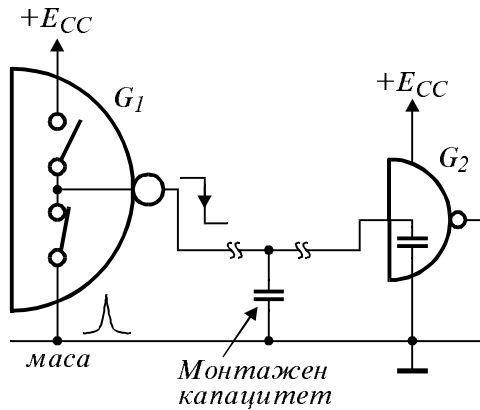 +E_CC
G_1
+E_CC
G_2
маса
Монтажен
капацитет